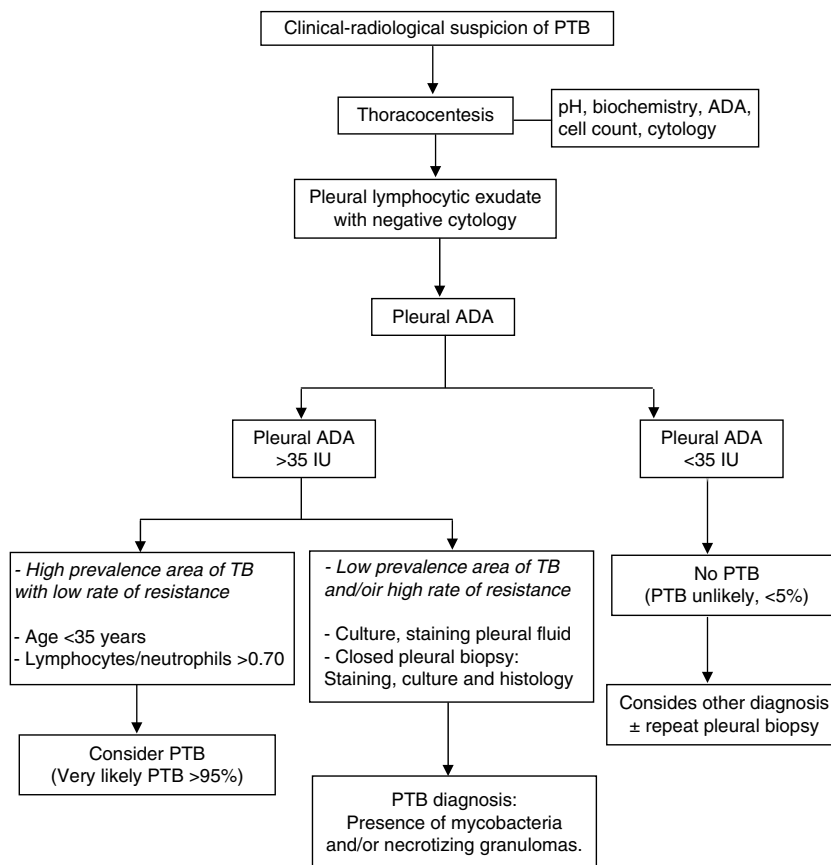 Clinical-radiological suspicion of PTB
Thoracocentesis
pH, biochemistry, ADA,
cell count, cytology
Pleural lymphocytic exudate
with negative cytology
Pleural ADA
Pleural ADA
>35 IU
Pleural ADA
<35 IU
- High prevalence area of TB
with low rate of resistance
- Age <35 years
- Lymphocytes/neutrophils >0.70
- Low prevalence area of TB
and/oir high rate of resistance
- Culture, staining pleural fluid
- Closed pleural biopsy:
Staining, culture and histology
No PTB
(PTB unlikely, <5%)
Consider PTB
(Very likely PTB >95%)
Consides other diagnosis
± repeat pleural biopsy
PTB diagnosis:
Presence of mycobacteria
and/or necrotizing granulomas.